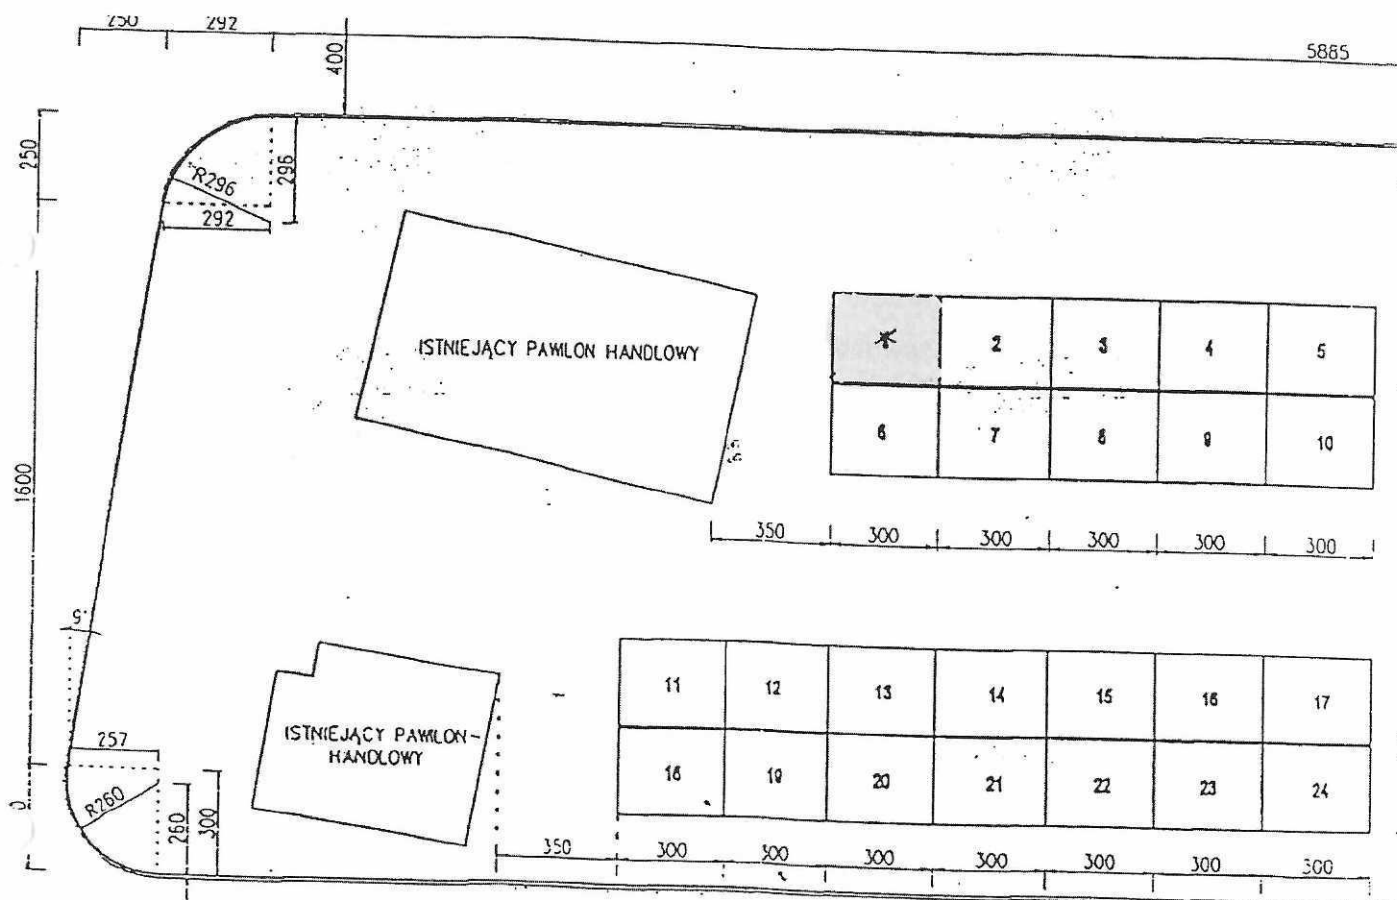 250 292
5885
400
250
R296
292
296
ISTNIEJĄCY PAWILON HANDLOWY
2 3 4 5
6 7 8 9 10
1600
350 300 300 300 300 300
257
R260
260
300
ISTNIEJĄCY PAWILON-
HANDLOWY
11 12 13 14 15 16 17
18 19 20 21 22 23 24
350 300 300 300 300 300 300 300